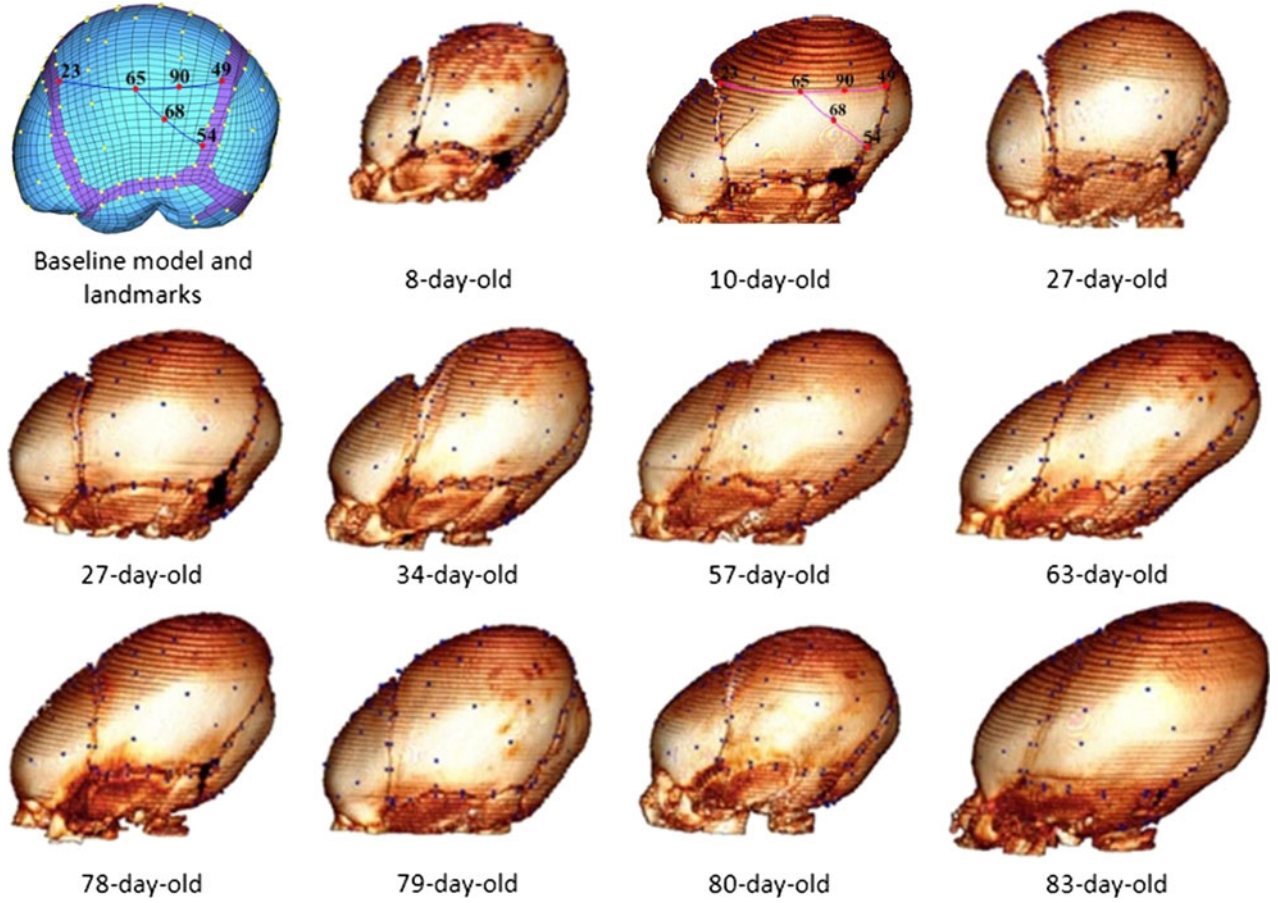 23
65
90
49
68
54
23
65
90
49
68
54
Baseline model and
landmarks
8-day-old
10-day-old
27-day-old
27-day-old
34-day-old
57-day-old
63-day-old
78-day-old
79-day-old
80-day-old
83-day-old